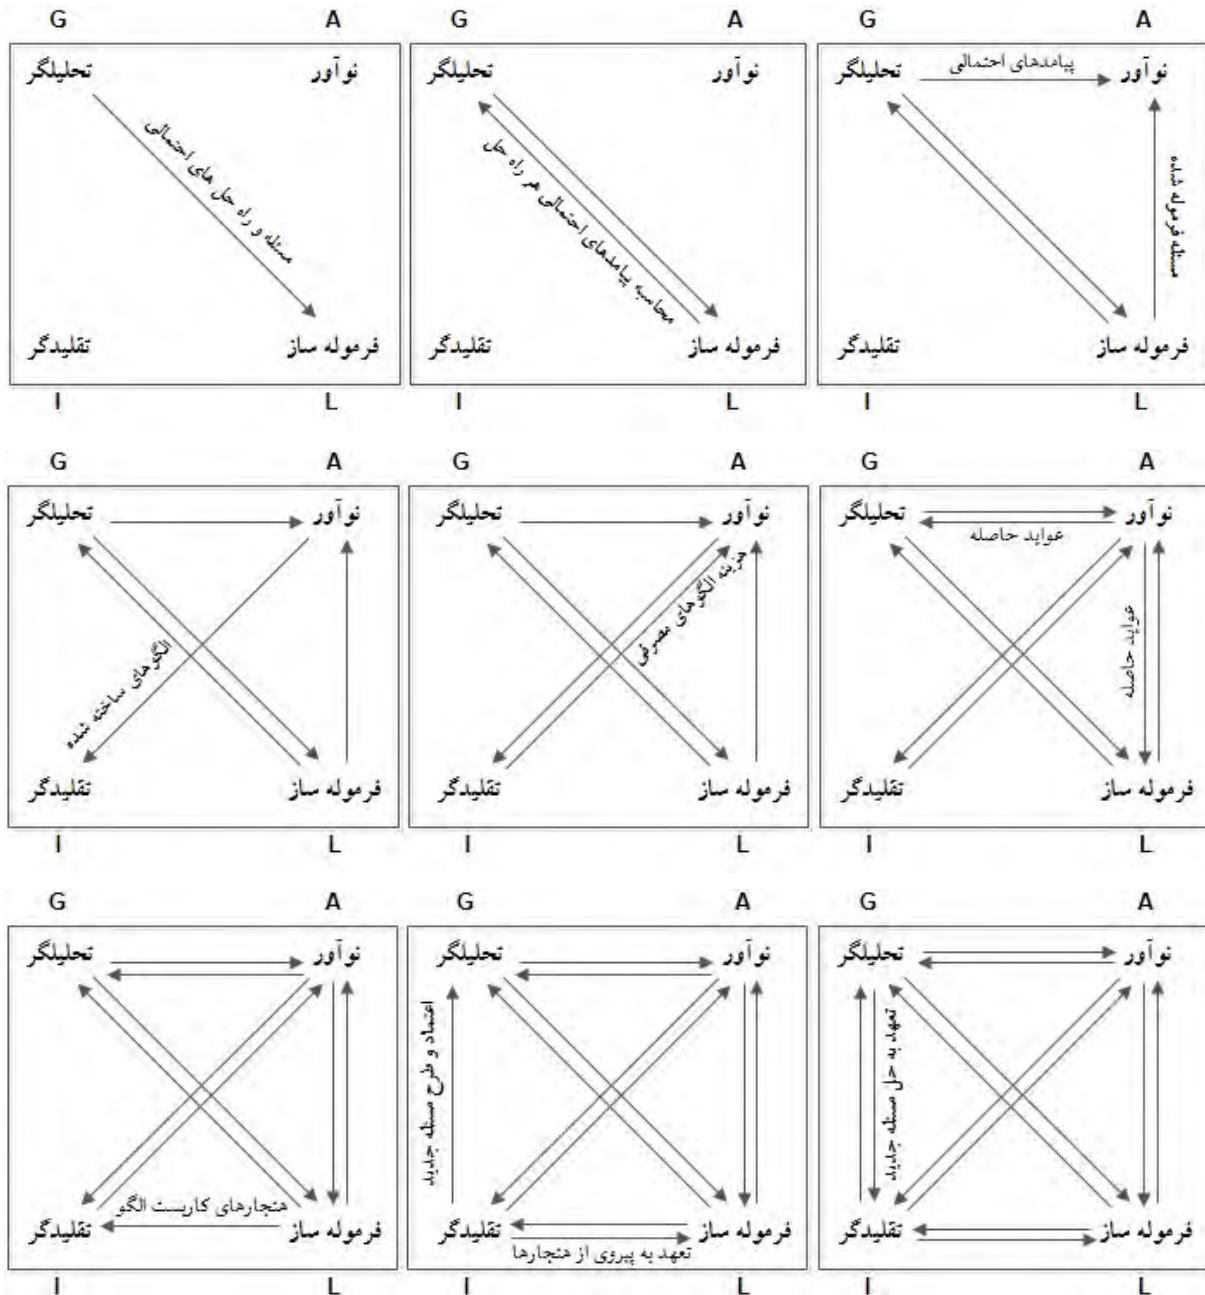 G
A
تحلیلگر
نوآور
مسئله و راه حل های احتمالی
تقلیدگر
فرموله ساز
I
L
G
A
تحلیلگر
نوآور
محاسبه پیامدهای احتمالی هر راه حل
تقلیدگر
فرموله ساز
I
L
G
A
تحلیلگر
پیامدهای احتمالی
نوآور
مسئله فرموله شده
تقلیدگر
فرموله ساز
I
L
G
A
تحلیلگر
نوآور
الگوهای ساخته شده
تقلیدگر
فرموله ساز
I
L
G
A
تحلیلگر
نوآور
هزینه الگوهای مصرفی
تقلیدگر
فرموله ساز
I
L
G
A
تحلیلگر
نوآور
عواید حاصله
عواید حاصله
تقلیدگر
فرموله ساز
I
L
G
A
تحلیلگر
نوآور
هنجارهای کاربست الگو
تقلیدگر
فرموله ساز
I
L
G
A
تحلیلگر
نوآور
اعتماد و طرح مسئله جدید
تقلیدگر
فرموله ساز
تعهد به پیروی از هنجارها
I
L
G
A
تحلیلگر
نوآور
تعهد به حل مسئله جدید
تقلیدگر
فرموله ساز
I
L